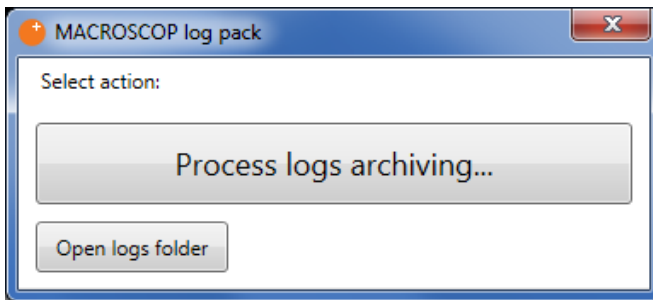 MACROSCOP log pack
Select action:
Process logs archiving...
Open logs folder